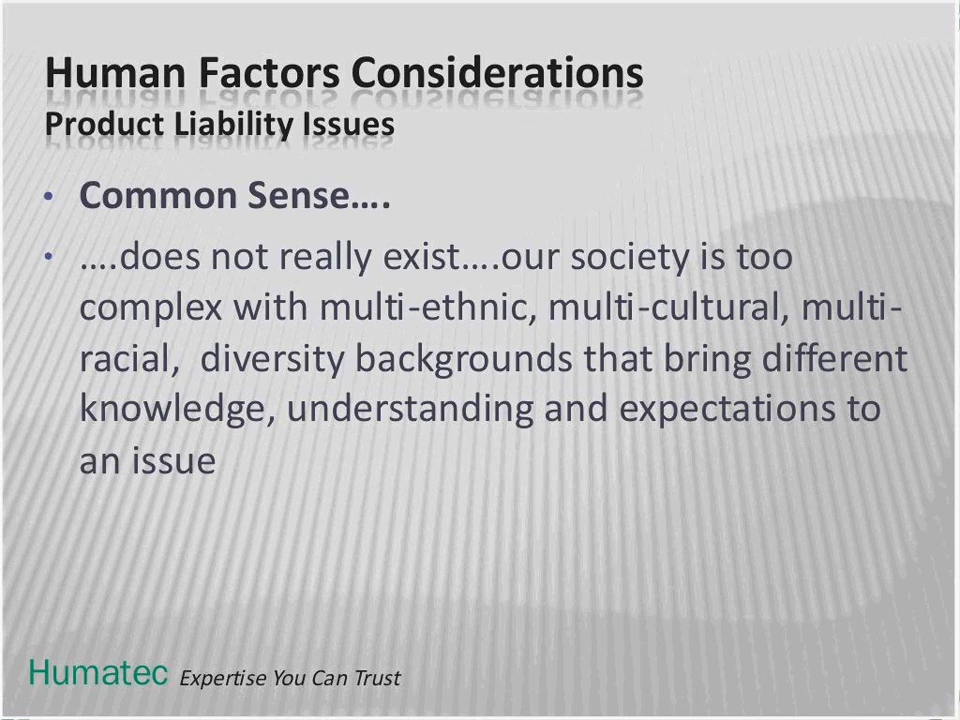 Human Factors Considerations
Product Liability Issues
• Common Sense….
• ….does not really exist….our society is too
complex with multi-ethnic, multi-cultural, multi-
racial,  diversity backgrounds that bring different
knowledge, understanding and expectations to
an issue
Humatec Expertise You Can Trust